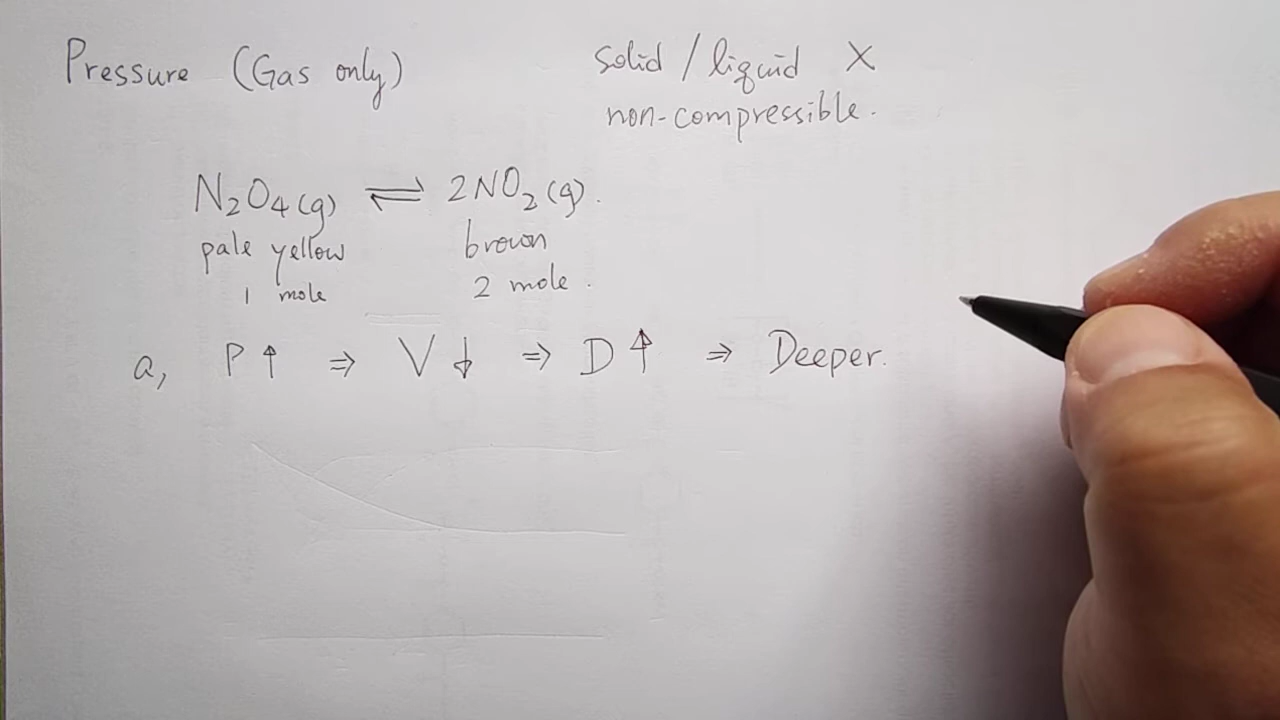 Pressure (Gas only)
solid / liquid X
non-compressible.
N₂O₄(g) ⇌ 2NO₂(g).
pale yellow
brown
1 mole
2 mole.
a, P↑ ⇒ V↓ ⇒ D↑ ⇒ Deeper.